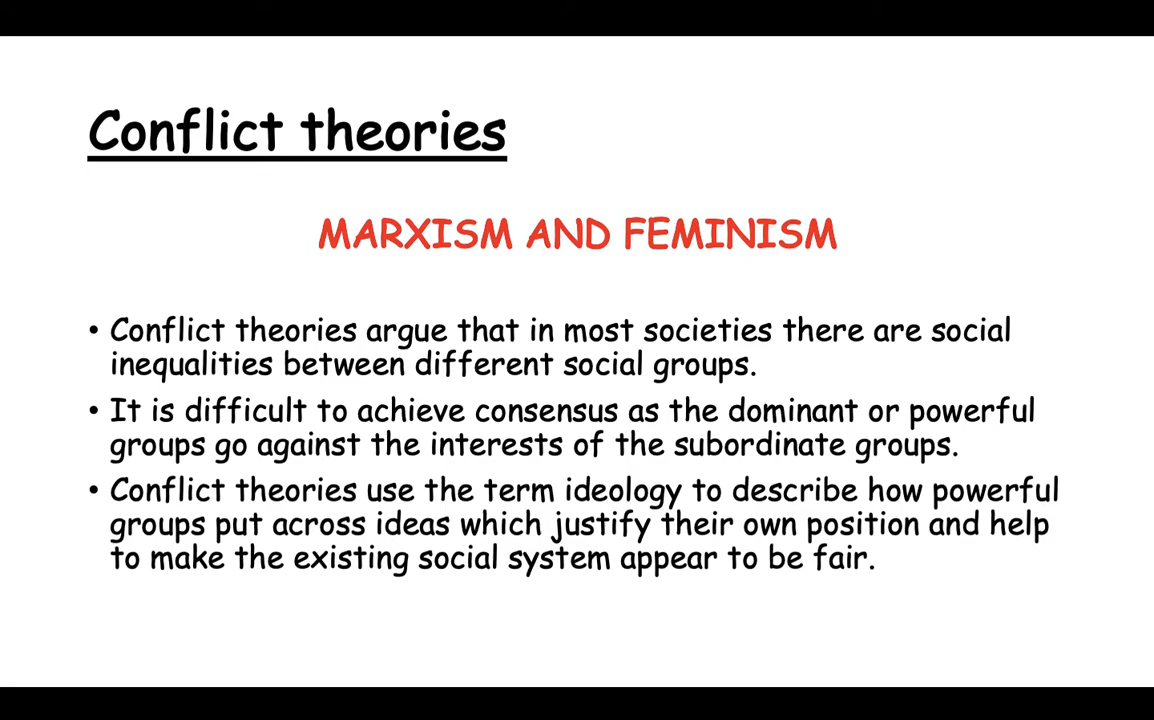 Conflict theories
MARXISM AND FEMINISM
• Conflict theories argue that in most societies there are social
inequalities between different social groups.
• It is difficult to achieve consensus as the dominant or powerful
groups go against the interests of the subordinate groups.
• Conflict theories use the term ideology to describe how powerful
groups put across ideas which justify their own position and help
to make the existing social system appear to be fair.